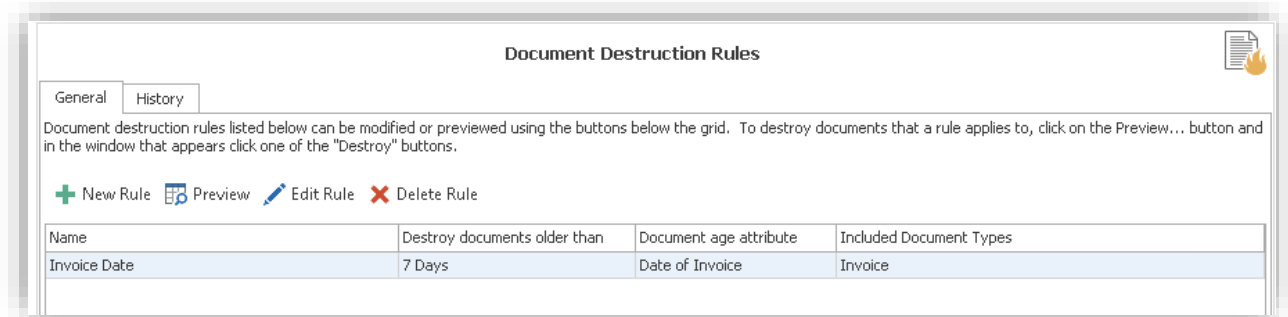 Document Destruction Rules
General History
Document destruction rules listed below can be modified or previewed using the buttons below the grid. To destroy documents that a rule applies to, click on the Preview... button and
in the window that appears click one of the "Destroy" buttons.
New Rule Preview Edit Rule Delete Rule
Name Destroy documents older than Document age attribute Included Document Types
Invoice Date 7 Days Date of Invoice Invoice